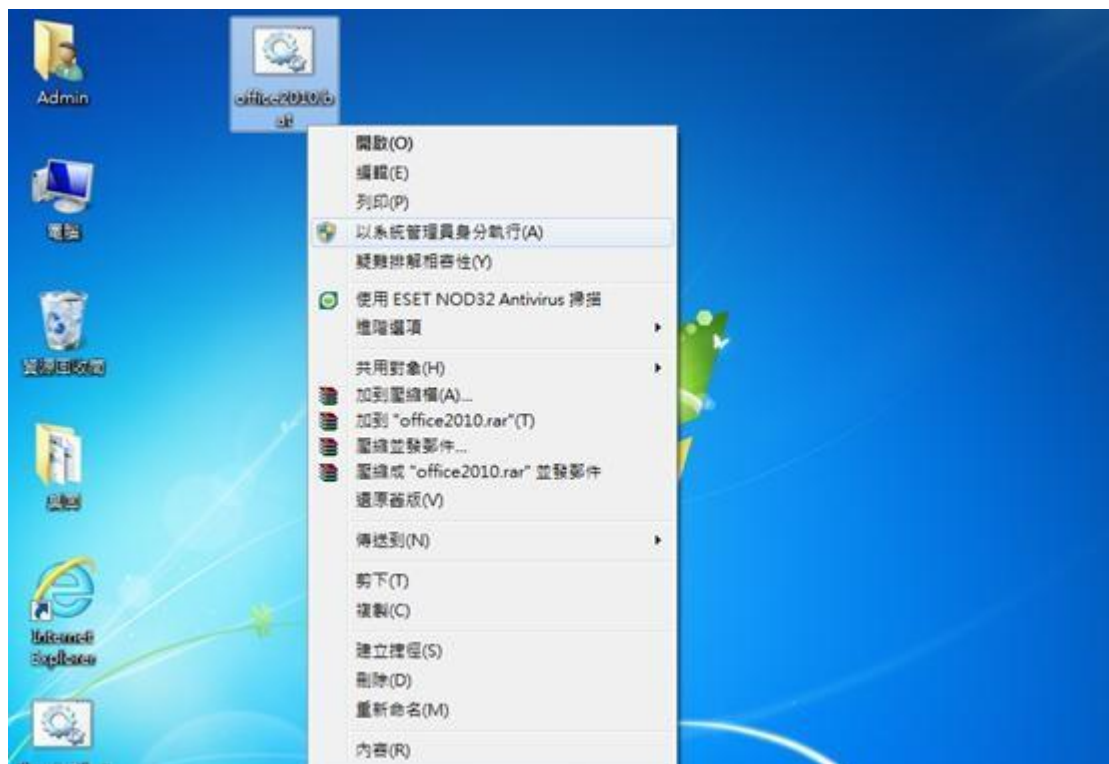 Admin
電腦
資源回收筒
Internet
Explorer
office2010.b
at
開啟(O)
編輯(E)
列印(P)
以系統管理員身分執行(A)
疑難排解相容性(Y)
使用 ESET NOD32 Antivirus 掃描
進階選項
共用對象(H)
加到壓縮檔(A)...
加到 "office2010.rar"(T)
壓縮並發郵件...
壓縮成 "office2010.rar" 並發郵件
還原舊版(V)
傳送到(N)
剪下(T)
複製(C)
建立捷徑(S)
刪除(D)
重新命名(M)
內容(R)